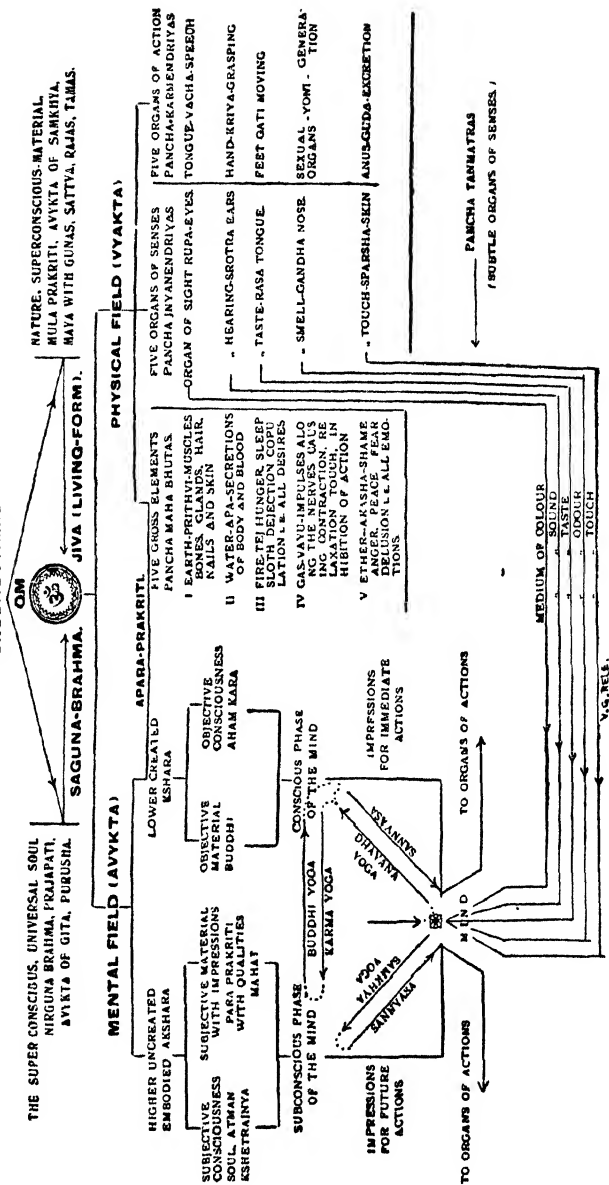 OM
THE SUPER CONSCIOUS, UNIVERSAL SOUL
NIRGUNA BRAHMA, PRAJAPATI,
AVYKTA OF GITA, PURUSHA.
NATURE, SUPERCONSCIOUS-MATERIAL,
MULA PRAKRITI, AVYKTA OF SAMKHYA,
MAYA WITH GUNAS, SATTVA, RAJAS, TAMAS.
ॐ
SAGUNA-BRAHMA.
JIVA (LIVING-FORM).
MENTAL FIELD (AVYKTA)
PHYSICAL FIELD (VYAKTA)
APARA-PRAKRITI.
HIGHER UNCREATED
EMBODIED AKSHARA
LOWER CREATED
KSHARA
SUBJECTIVE
CONSCIOUSNESS
SOUL, ATMAN
KSHETRAINYA
SUBJECTIVE MATERIAL
WITH IMPRESSIONS
PARA PRAKRITI
WITH QUALITIES
MAHAT
OBJECTIVE
MATERIAL
BUDDHI
OBJECTIVE
CONSCIOUSNESS
AHAM KARA
SUBCONSCIOUS PHASE
OF THE MIND
CONSCIOUS PHASE
OF THE MIND
BUDDHI YOGA
KARMA YOGA
SAMKHYA
YOGA
SANNYASA
DHAYANA
YOGA
SANNYASA
IMPRESSIONS
FOR FUTURE
ACTIONS
IMPRESSIONS
FOR IMMEDIATE
ACTIONS
MIND
TO ORGANS OF ACTIONS
TO ORGANS OF ACTIONS
FIVE GROSS ELEMENTS
PANCHA MAHA BHUTAS.
I EARTH-PRITHVI-MUSCLES
BONES, GLANDS, HAIR,
NAILS AND SKIN
II WATER-APA-SECRETIONS
OF BODY AND BLOOD
III FIRE-TEJ HUNGER, SLEEP
SLOTH DEJECTION COPU
LATION i.e. ALL DESIRES
IV GAS-VAYU-IMPULSES ALO
NG THE NERVES CAUS
ING CONTRACTION, RE
LAXATION TOUCH, IN
HIBITION OF ACTION
V ETHER-AKASHA-SHAME
ANGER, PEACE FEAR
DELUSION i.e. ALL EMO-
TIONS.
FIVE ORGANS OF SENSES
PANCHA JNYANENDRIYAS
ORGAN OF SIGHT RUPA-EYES.
„ HEARING-SROTRA EARS
„ TASTE-RASA TONGUE.
„ SMELL-GANDHA NOSE.
„ TOUCH-SPARSHA-SKIN
FIVE ORGANS OF ACTION
PANCHA-KARMENDRIYAS
TONGUE-VACHA-SPEECH
HAND-KRIYA-GRASPING
FEET GATI MOVING
SEXUAL
ORGANS -YONI- GENERA-
TION
ANUS-GUDA-EXCRETION
PANCHA TANMATRAS
(SUBTLE ORGANS OF SENSES.)
MEDIUM OF COLOUR
„ SOUND
„ TASTE
„ ODOUR
„ TOUCH
V.G.RELE.